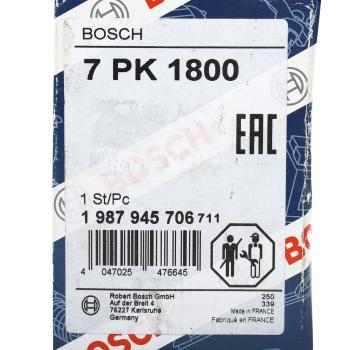 BOSCH
7 PK 1800
EAC
BOSCH
1 St/Pc
1 987 945 706 711
4 047025 476645
Robert Bosch GmbH
Auf der Breit 4
76227 Karlsruhe
Germany
250
339
Made in FRANCE
Fabriqué en FRANCE